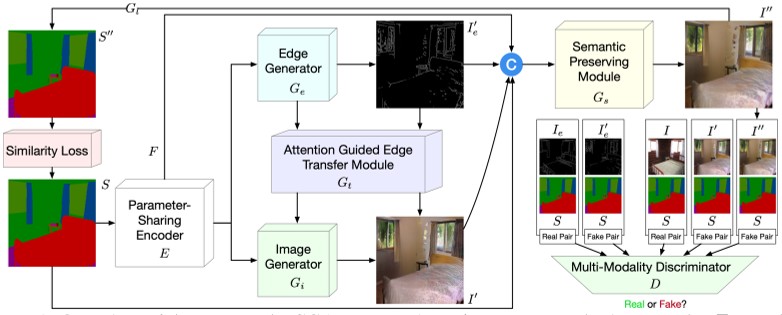 G_t
S''
Similarity Loss
S
F
Parameter-
Sharing
Encoder
E
Edge
Generator
G_e
I'_e
Attention Guided Edge
Transfer Module
G_t
Image
Generator
G_i
I'
C
Semantic
Preserving
Module
G_s
I''
I_e
I'_e
I
I'
I''
S
S
S
S
S
Real Pair
Fake Pair
Real Pair
Fake Pair
Fake Pair
Multi-Modality Discriminator
D
Real or Fake?